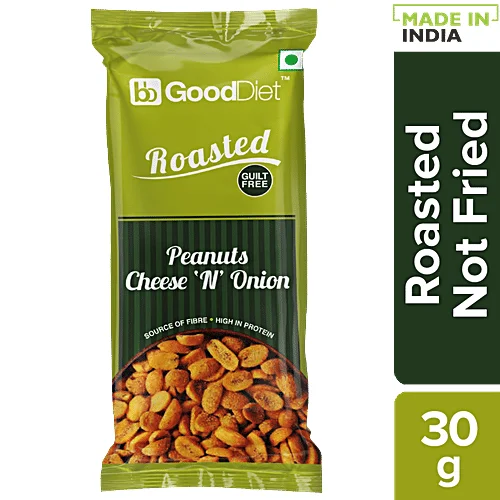 MADE IN
INDIA
bb GoodDiet™
Roasted
GUILT
FREE
Peanuts
Cheese 'N' Onion
SOURCE OF FIBRE • HIGH IN PROTEIN
Roasted
Not Fried
30
g